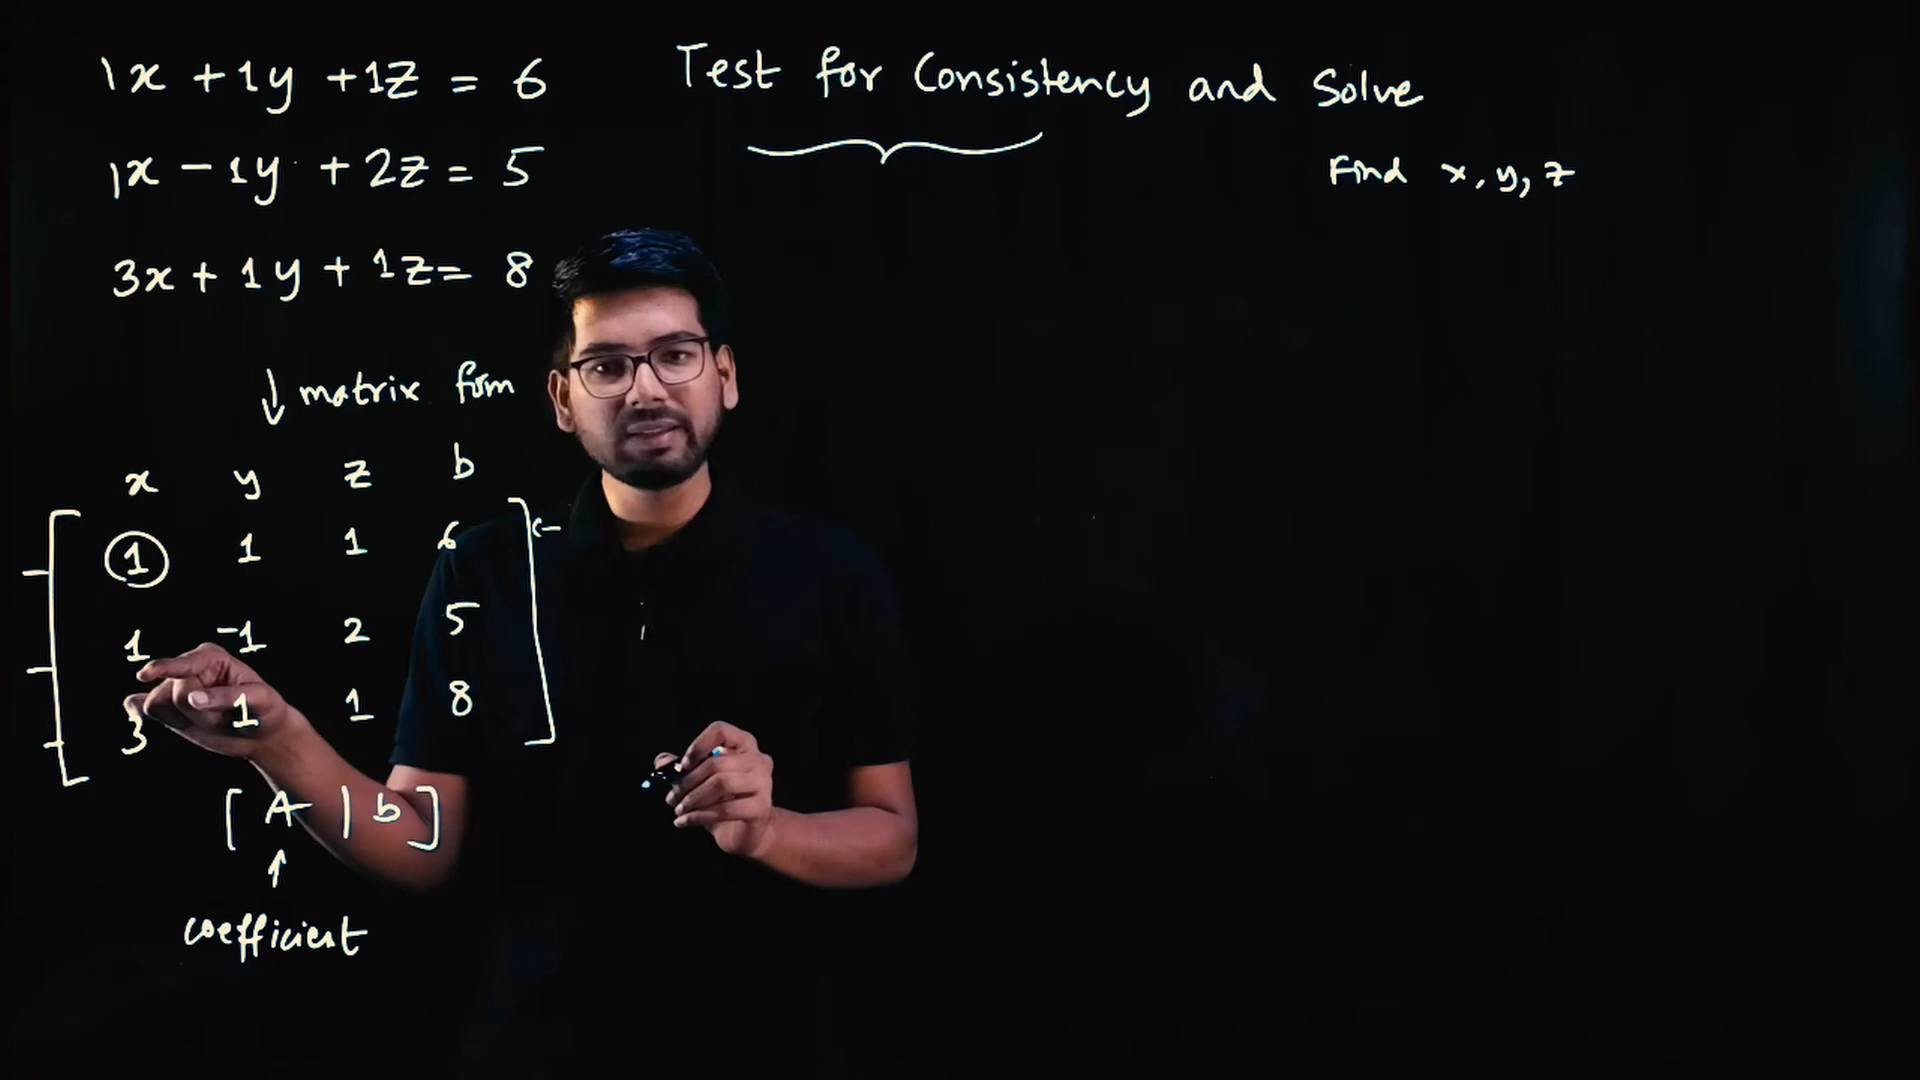 1x + 1y + 1z = 6
Test for Consistency and Solve
1x - 1y + 2z = 5
Find x, y, z
3x + 1y + 1z = 8
↓ matrix form
x y z b
1 1 1 6 ←
1 -1 2 5
3 1 1 8
[ A | b ]
↑
coefficient